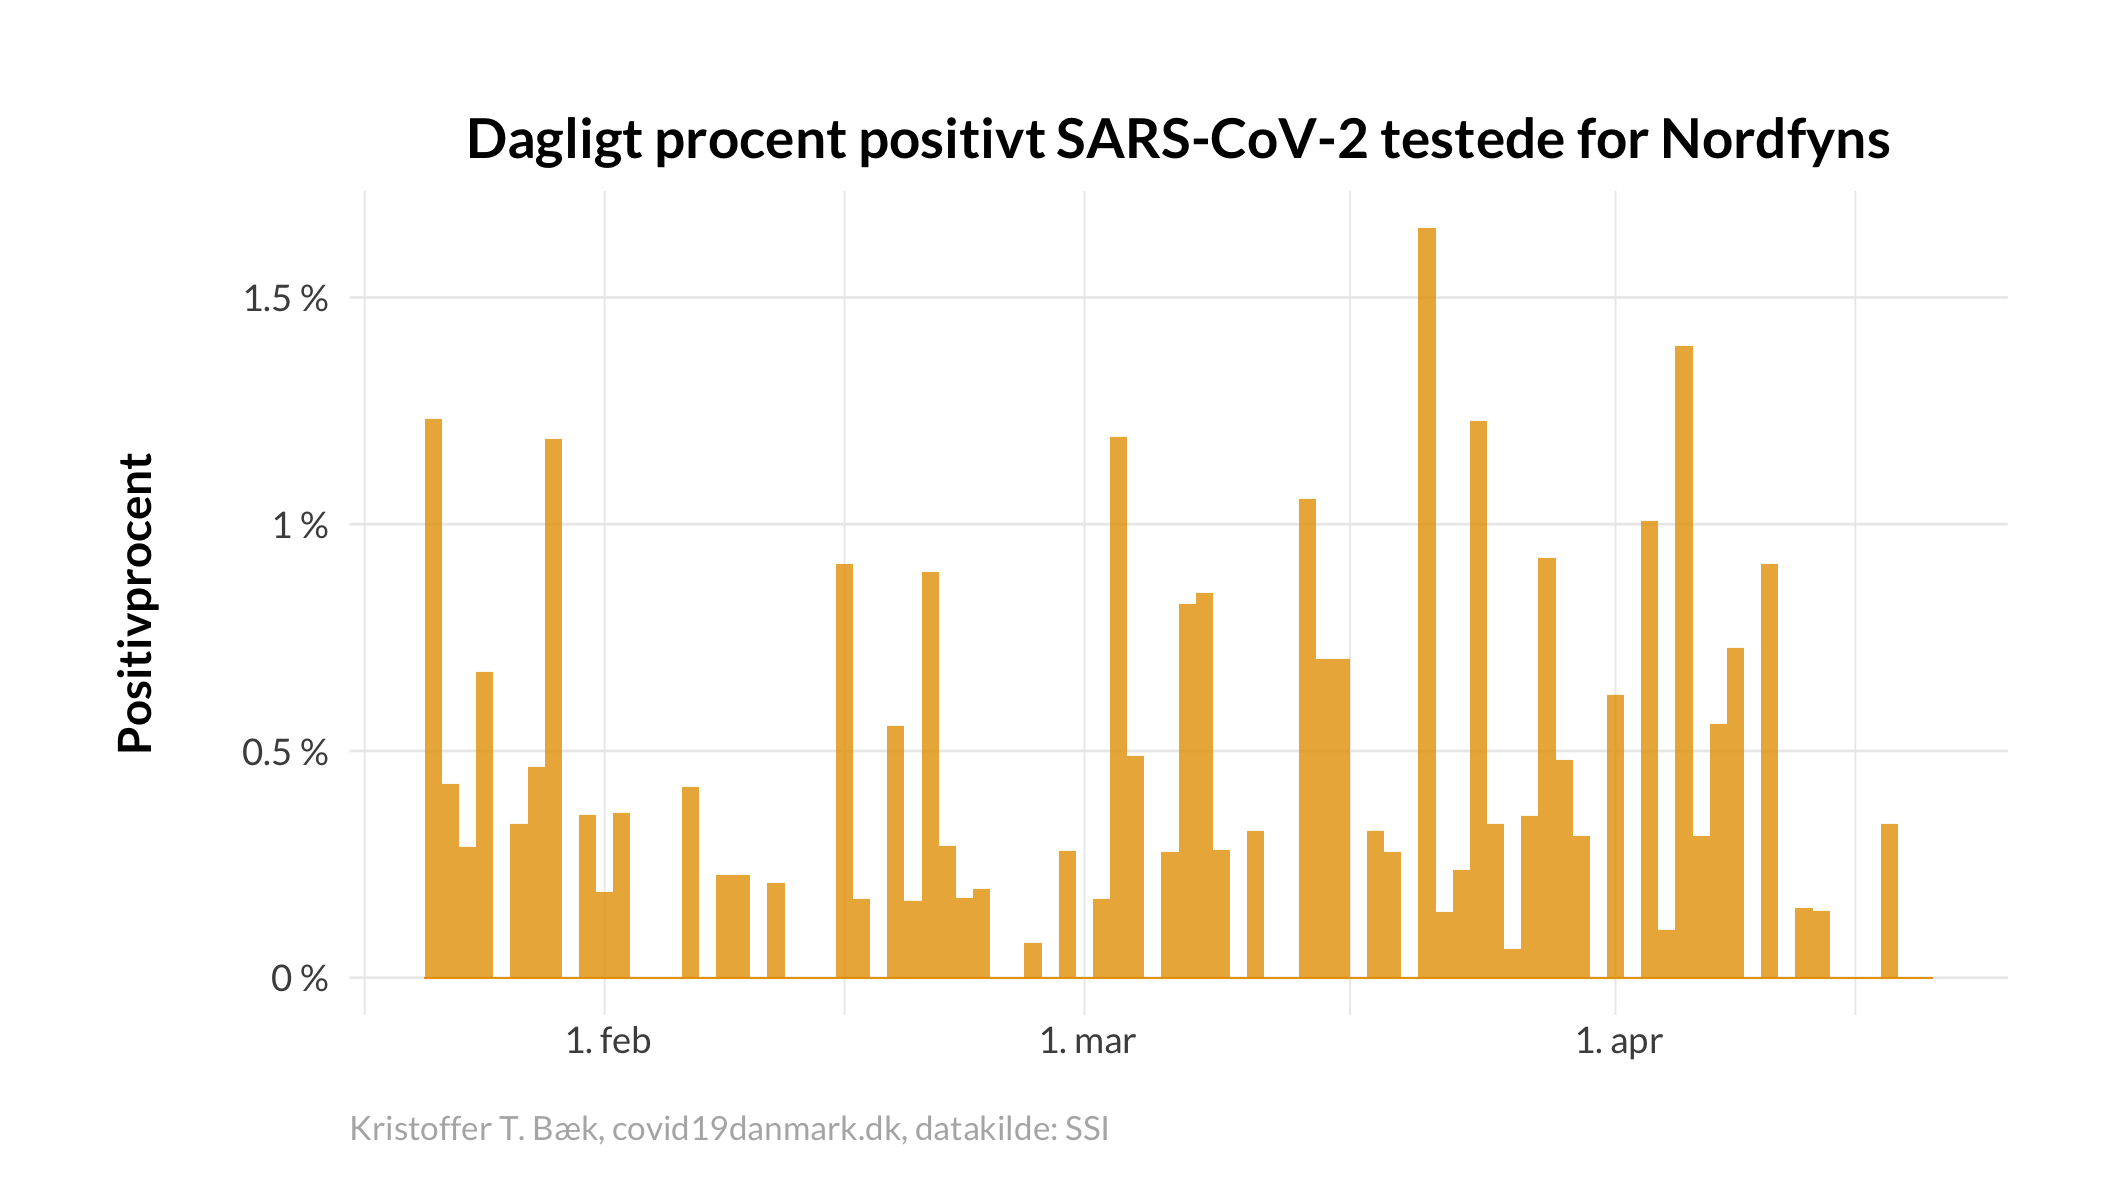 Dagligt procent positivt SARS-CoV-2 testede for Nordfyns
Positivprocent
1.5 %
1 %
0.5 %
0 %
1. feb
1. mar
1. apr
Kristoffer T. Bæk, covid19danmark.dk, datakilde: SSI